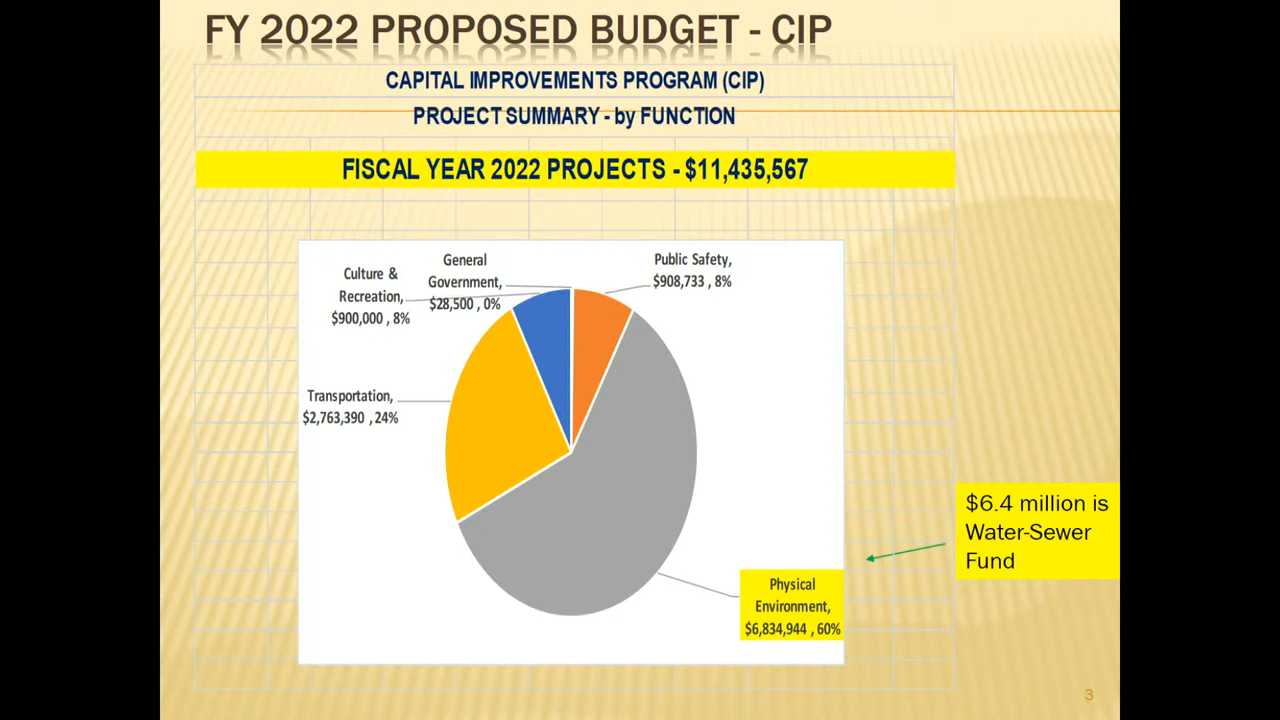 FY 2022 PROPOSED BUDGET - CIP
CAPITAL IMPROVEMENTS PROGRAM (CIP)
PROJECT SUMMARY - by FUNCTION
FISCAL YEAR 2022 PROJECTS - $11,435,567
General
Government,
$28,500 , 0%
Public Safety,
$908,733 , 8%
Culture &
Recreation,
$900,000 , 8%
Transportation,
$2,763,390 , 24%
$6.4 million is
Water-Sewer
Fund
Physical
Environment,
$6,834,944 , 60%
3